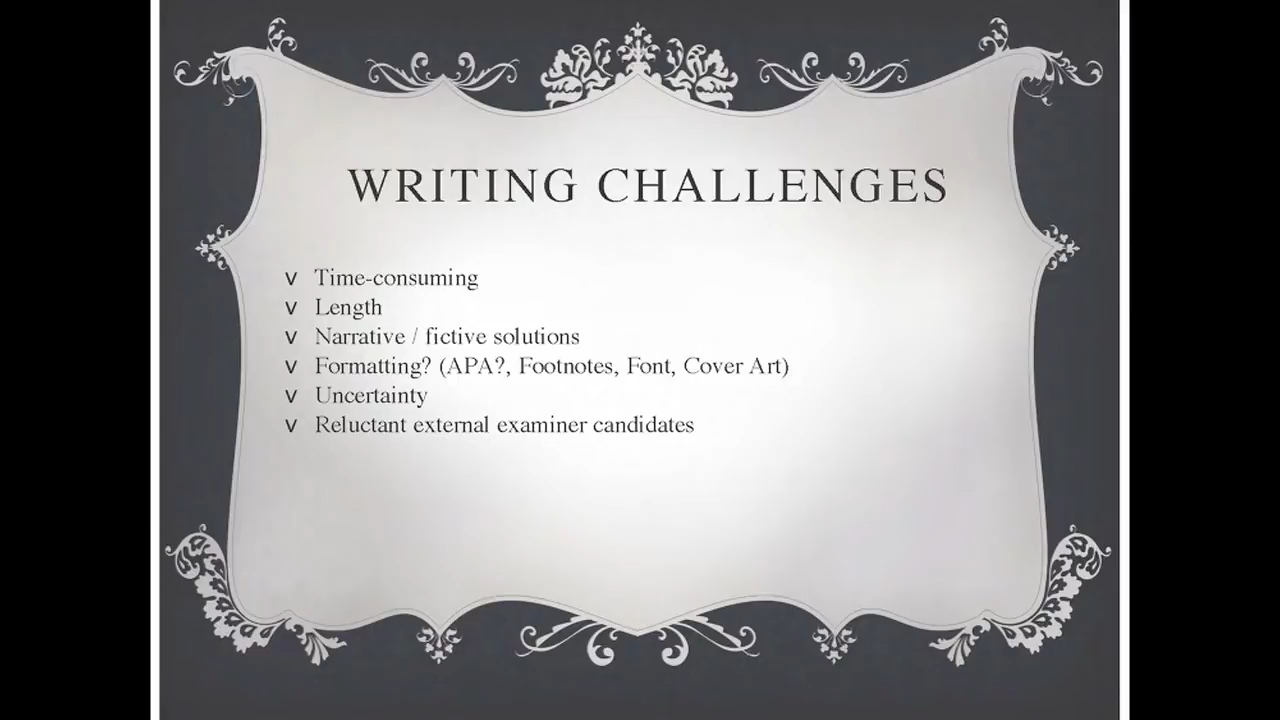 WRITING CHALLENGES
v Time-consuming
v Length
v Narrative / fictive solutions
v Formatting? (APA?, Footnotes, Font, Cover Art)
v Uncertainty
v Reluctant external examiner candidates